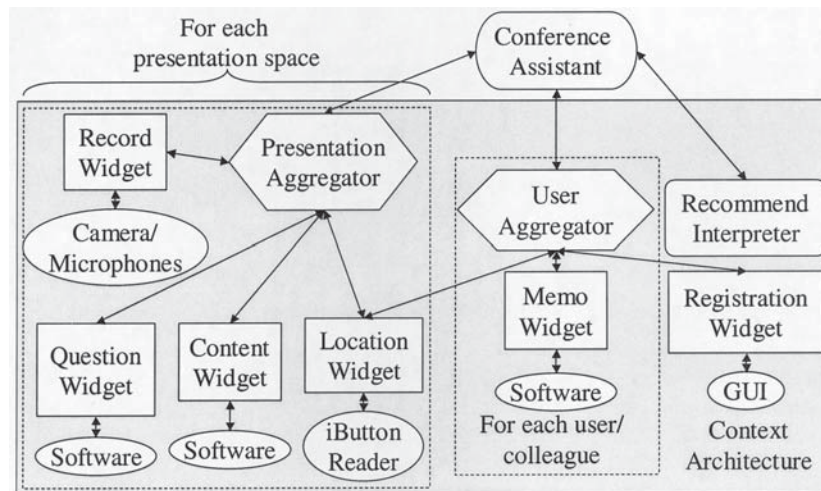 For each
presentation space
Conference
Assistant
Record
Widget
Presentation
Aggregator
Camera/
Microphones
User
Aggregator
Recommend
Interpreter
Question
Widget
Content
Widget
Location
Widget
Memo
Widget
Registration
Widget
Software
Software
iButton
Reader
Software
GUI
For each user/
colleague
Context
Architecture